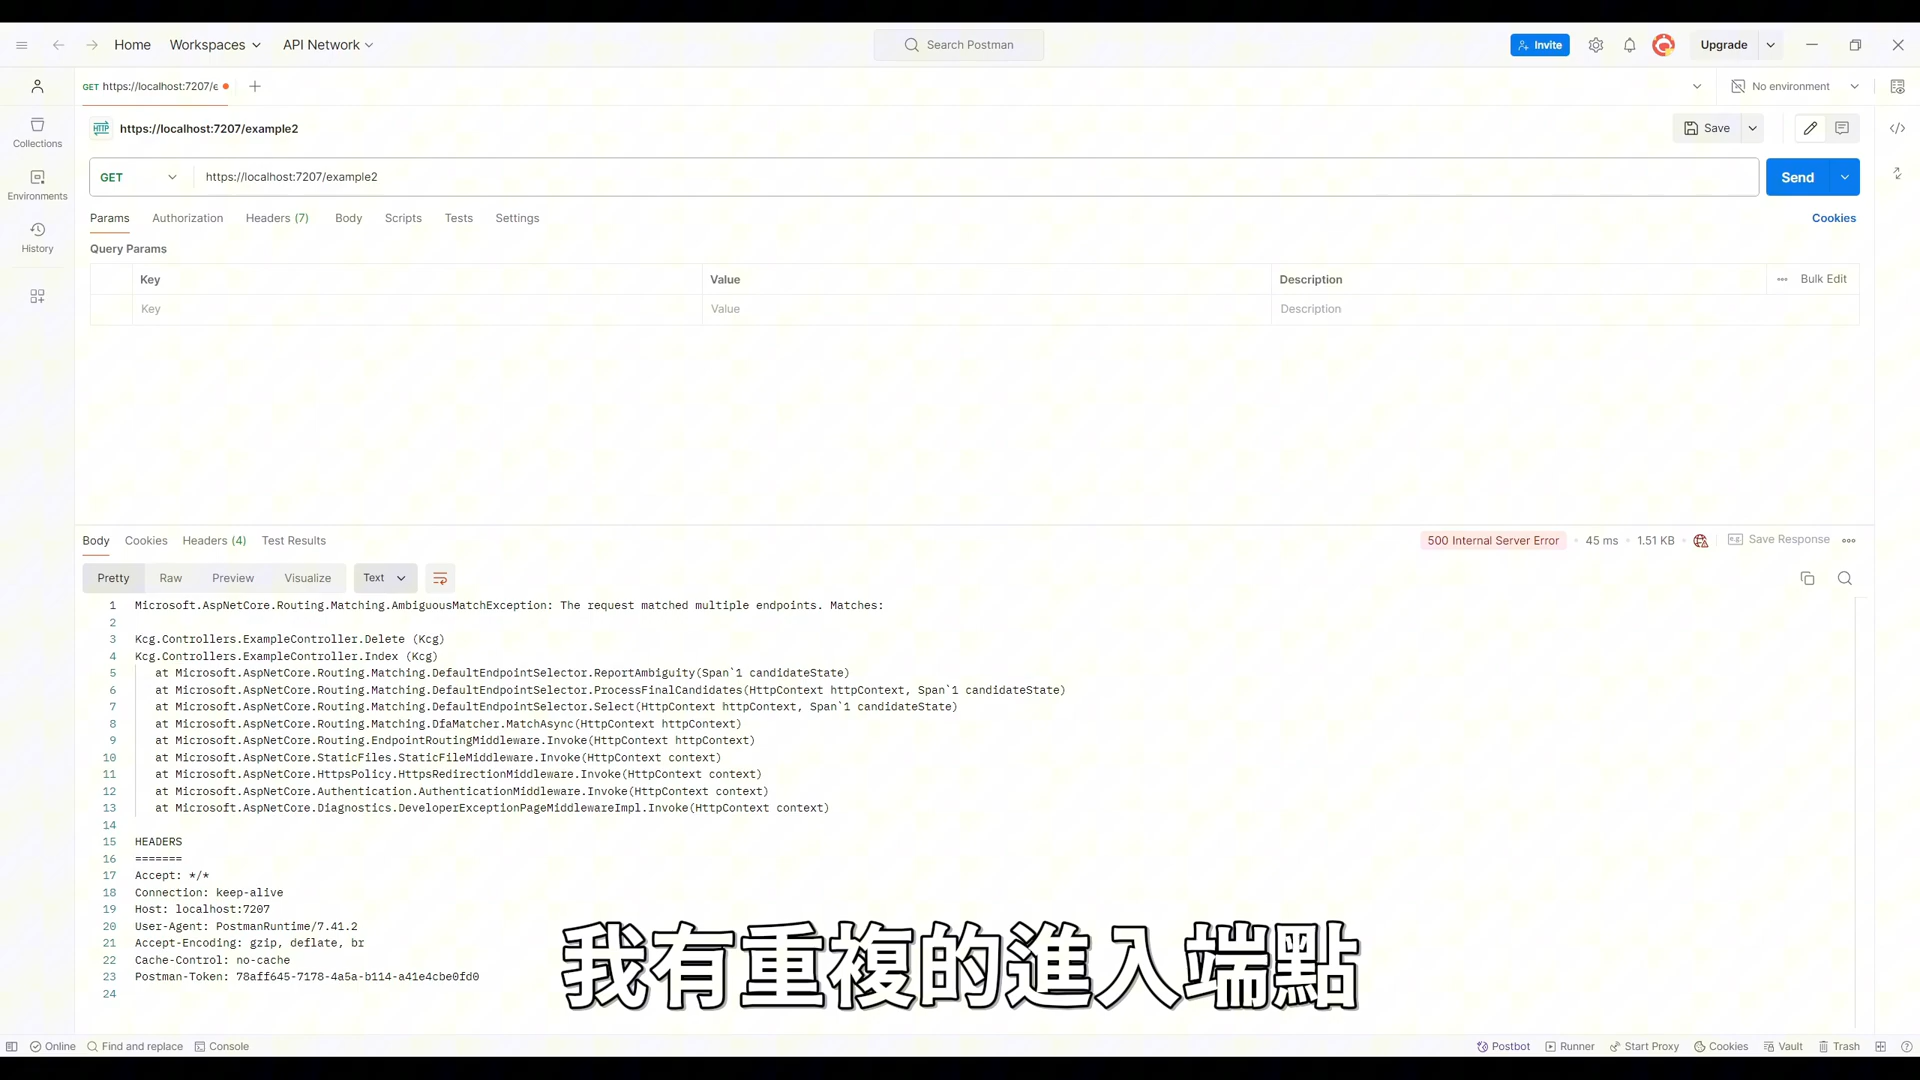 Home
Workspaces
API Network
Search Postman
Invite
Upgrade
GET https://localhost:7207/e
No environment
HTTP https://localhost:7207/example2
Save
Collections
Environments
History
GET
https://localhost:7207/example2
Send
Params
Authorization
Headers (7)
Body
Scripts
Tests
Settings
Cookies
Query Params
Key
Value
Description
Bulk Edit
Key
Value
Description
Body
Cookies
Headers (4)
Test Results
500 Internal Server Error
45 ms
1.51 KB
Save Response
Pretty
Raw
Preview
Visualize
Text
1 Microsoft.AspNetCore.Routing.Matching.AmbiguousMatchException: The request matched multiple endpoints. Matches:
2
3 Kcg.Controllers.ExampleController.Delete (Kcg)
4 Kcg.Controllers.ExampleController.Index (Kcg)
5 at Microsoft.AspNetCore.Routing.Matching.DefaultEndpointSelector.ReportAmbiguity(Span`1 candidateState)
6 at Microsoft.AspNetCore.Routing.Matching.DefaultEndpointSelector.ProcessFinalCandidates(HttpContext httpContext, Span`1 candidateState)
7 at Microsoft.AspNetCore.Routing.Matching.DefaultEndpointSelector.Select(HttpContext httpContext, Span`1 candidateState)
8 at Microsoft.AspNetCore.Routing.Matching.DfaMatcher.MatchAsync(HttpContext httpContext)
9 at Microsoft.AspNetCore.Routing.EndpointRoutingMiddleware.Invoke(HttpContext httpContext)
10 at Microsoft.AspNetCore.StaticFiles.StaticFileMiddleware.Invoke(HttpContext context)
11 at Microsoft.AspNetCore.HttpsPolicy.HttpsRedirectionMiddleware.Invoke(HttpContext context)
12 at Microsoft.AspNetCore.Authentication.AuthenticationMiddleware.Invoke(HttpContext context)
13 at Microsoft.AspNetCore.Diagnostics.DeveloperExceptionPageMiddlewareImpl.Invoke(HttpContext context)
14
15 HEADERS
16 =======
17 Accept: */*
18 Connection: keep-alive
19 Host: localhost:7207
20 User-Agent: PostmanRuntime/7.41.2
21 Accept-Encoding: gzip, deflate, br
22 Cache-Control: no-cache
23 Postman-Token: 78aff645-7178-4a5a-b114-a41e4cbe0fd0
24
我有重複的進入端點
Online
Find and replace
Console
Postbot
Runner
Start Proxy
Cookies
Vault
Trash